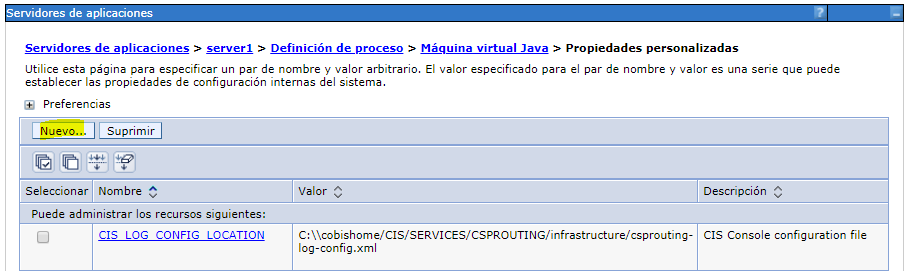 Servidores de aplicaciones ? –
Servidores de aplicaciones > server1 > Definición de proceso > Máquina virtual Java > Propiedades personalizadas
Utilice esta página para especificar un par de nombre y valor arbitrario. El valor especificado para el par de nombre y valor es una serie que puede
establecer las propiedades de configuración internas del sistema.
+ Preferencias
Nuevo... Suprimir
Seleccionar Nombre Valor Descripción
Puede administrar los recursos siguientes:
CIS_LOG_CONFIG_LOCATION C:\\cobishome/CIS/SERVICES/CSPROUTING/infrastructure/csprouting- CIS Console configuration file
log-config.xml